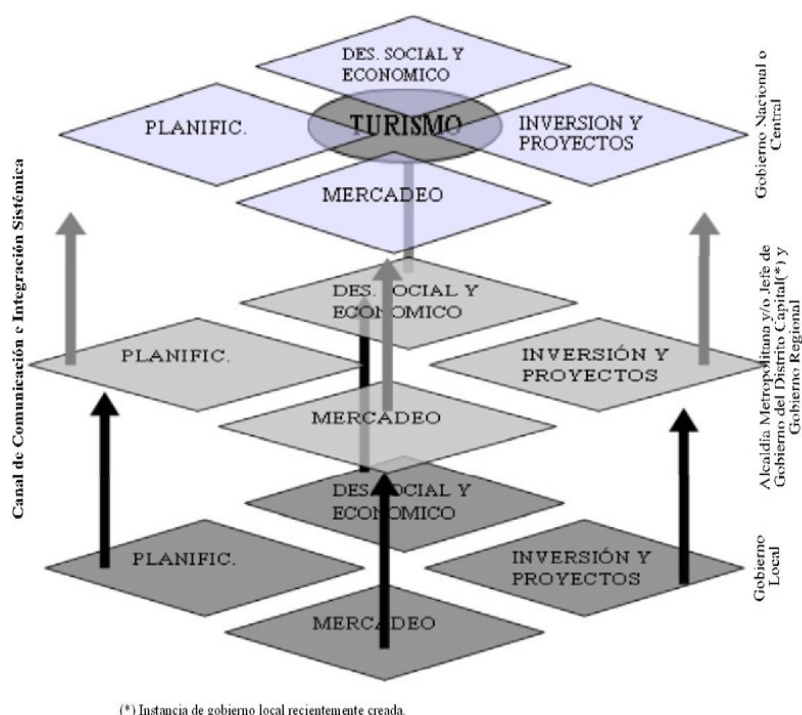 DES. SOCIAL Y
ECONOMICO
PLANIFIC.
TURISMO
INVERSION Y
PROYECTOS
MERCADEO
DES. SOCIAL Y
ECONOMICO
PLANIFIC.
INVERSIÓN Y
PROYECTOS
MERCADEO
DES. SOCIAL Y
ECONOMICO
PLANIFIC.
INVERSIÓN Y
PROYECTOS
MERCADEO
Canal de Comunicación e Integración Sistémica
Gobierno Nacional o
Central
Alcaldía Metropolitana y/o Jefe de
Gobierno del Distrito Capital(*) y
Gobierno Regional
Gobierno
Local
(*) Instancia de gobierno local recientemente creada.